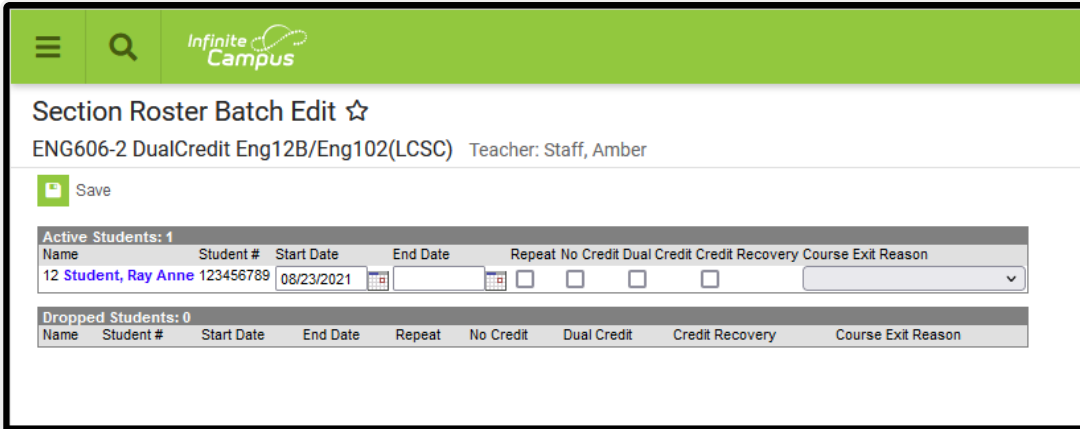 Infinite
Campus
Section Roster Batch Edit
ENG606-2 DualCredit Eng12B/Eng102(LCSC) Teacher: Staff, Amber
Save
Active Students: 1
Name Student # Start Date End Date Repeat No Credit Dual Credit Credit Recovery Course Exit Reason
12 Student, Ray Anne 123456789 08/23/2021
Dropped Students: 0
Name Student # Start Date End Date Repeat No Credit Dual Credit Credit Recovery Course Exit Reason